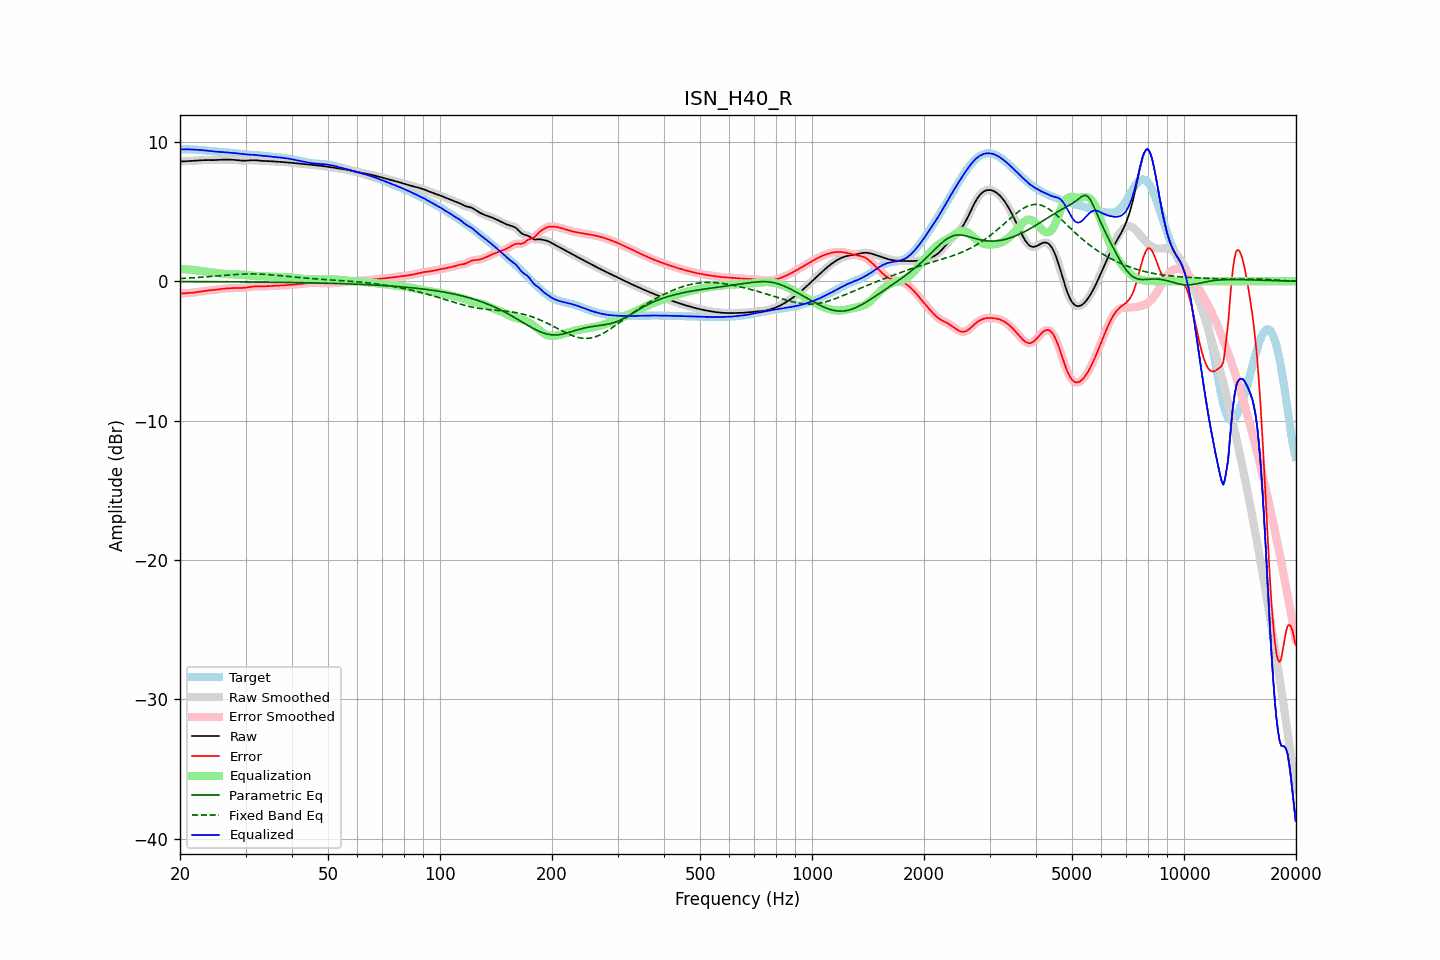 ISN_H40_R
10
0
−10
−20
−30
−40
Amplitude (dBr)
20
50
100
200
500
1000
2000
5000
10000
20000
Frequency (Hz)
Target
Raw Smoothed
Error Smoothed
Raw
Error
Equalization
Parametric Eq
Fixed Band Eq
Equalized